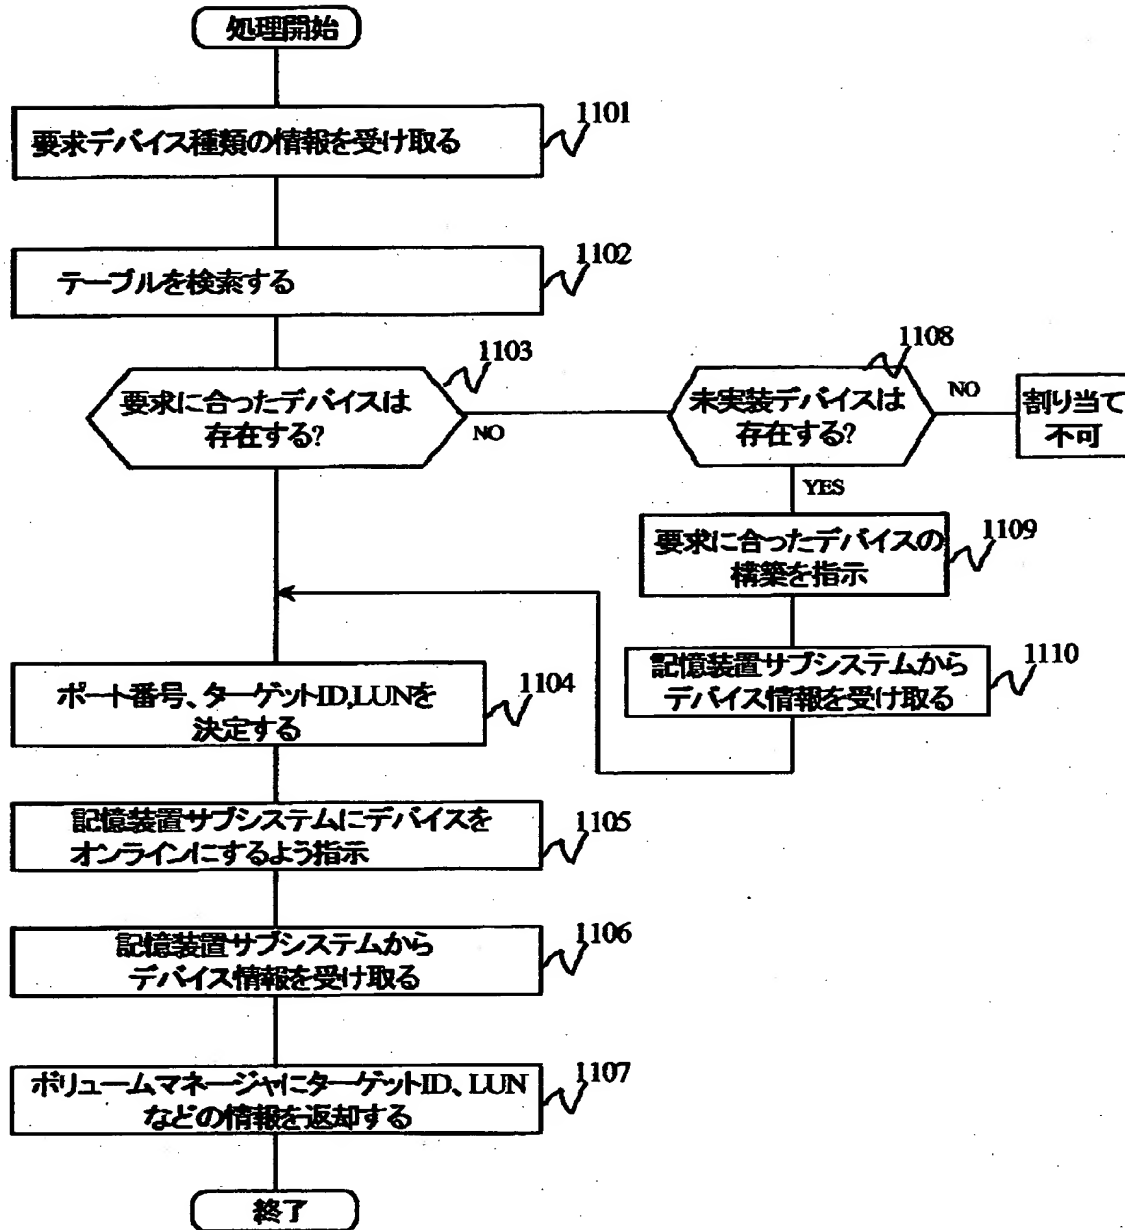 処理開始
1101
要求デバイス種類の情報を受け取る
1102
テーブルを検索する
1103
要求に合ったデバイスは
存在する?
NO
1108
未実装デバイスは
存在する?
NO
割り当て
不可
YES
1109
要求に合ったデバイスの
構築を指示
1110
記憶装置サブシステムから
デバイス情報を受け取る
1104
ポート番号、ターゲットID,LUNを
決定する
1105
記憶装置サブシステムにデバイスを
オンラインにするよう指示
1106
記憶装置サブシステムから
デバイス情報を受け取る
1107
ボリュームマネージャにターゲットID、LUN
などの情報を返却する
終了